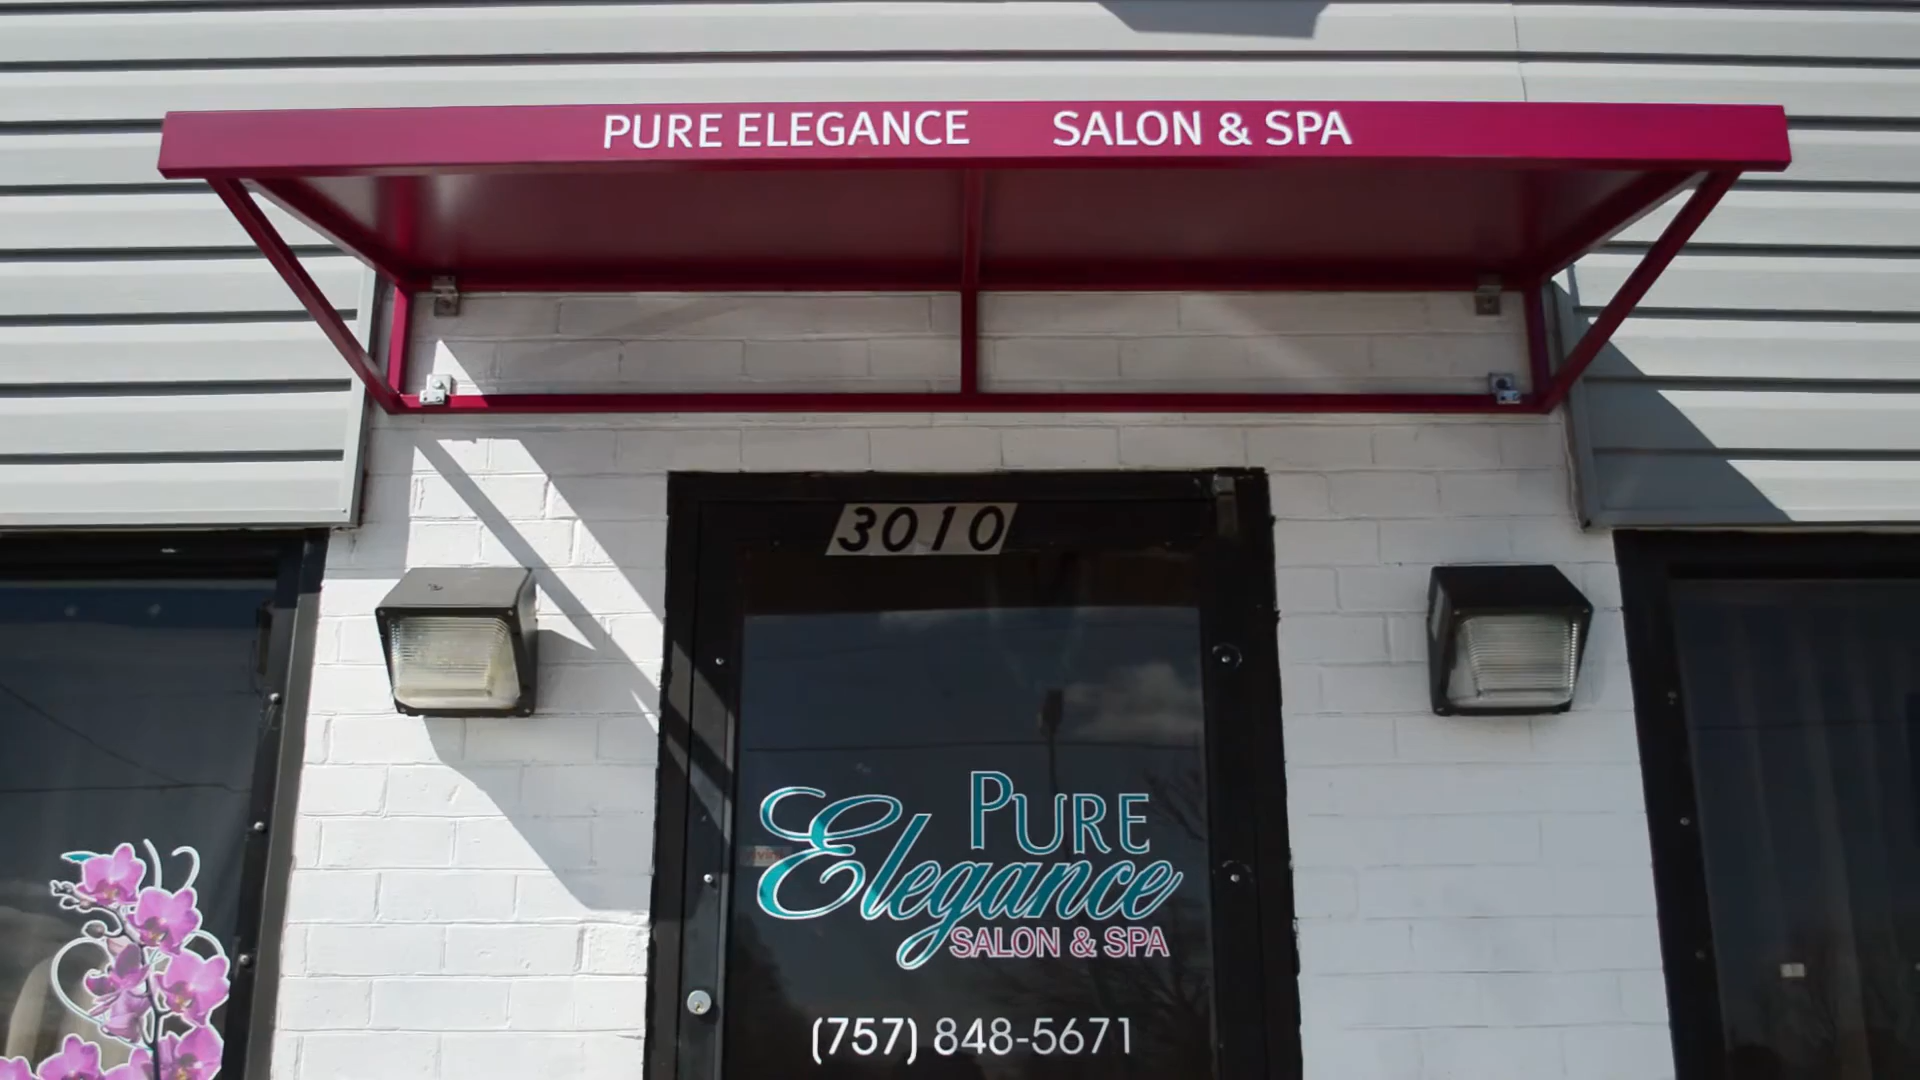 PURE ELEGANCE SALON & SPA
3010
PURE
Elegance
SALON & SPA
(757) 848-5671